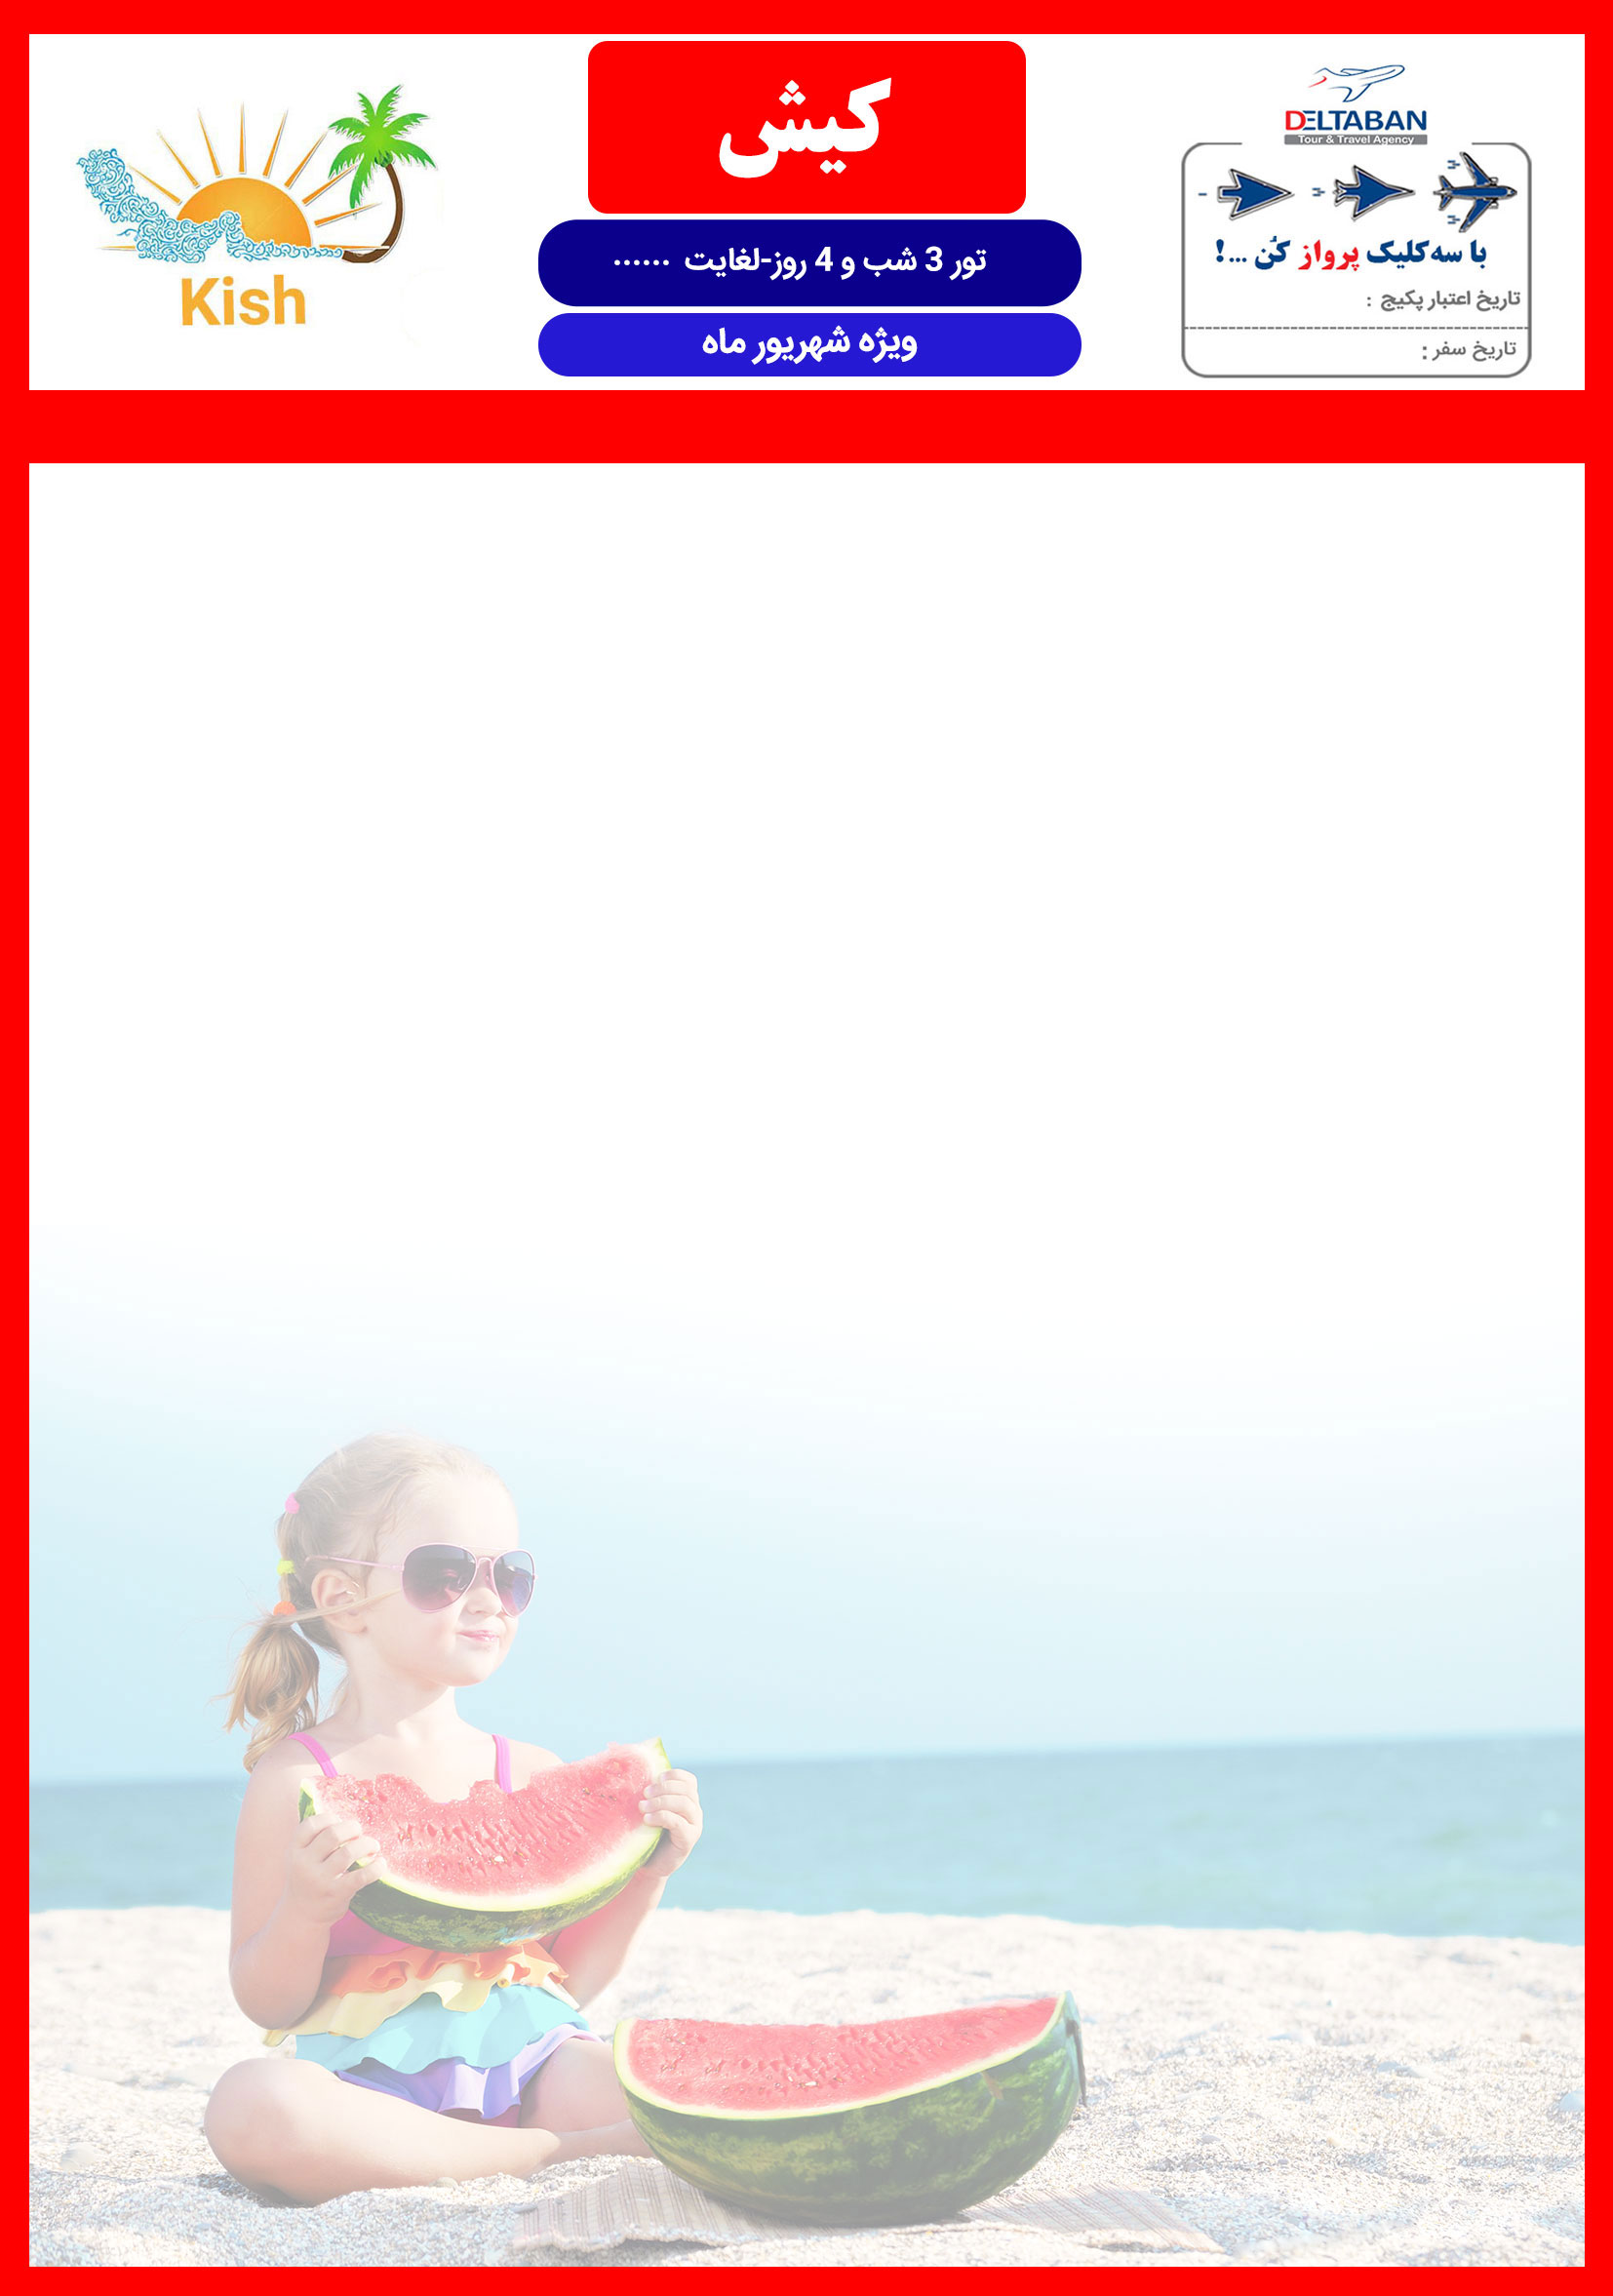 کیش
تور 3 شب و 4 روز-لغایت ......
ویژه شهریور ماه
DELTABAN
Tour & Travel Agency
با سه کلیک پرواز کُن ...!
تاریخ اعتبار پکیج :
تاریخ سفر :
Kish